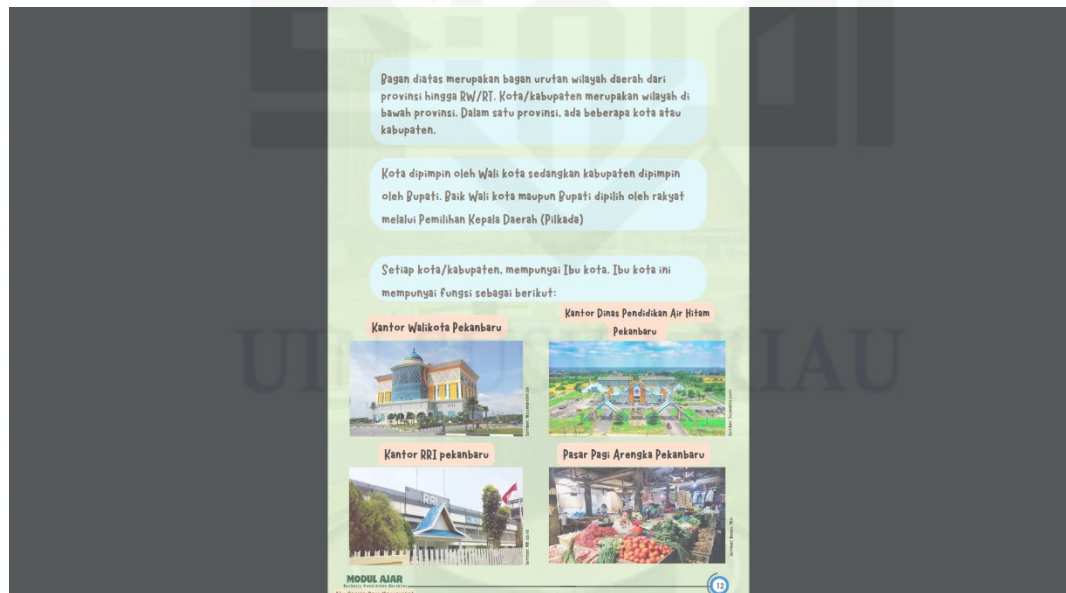 Bagan diatas merupakan bagan urutan wilayah daerah dari
provinsi hingga RW/RT. Kota/kabupaten merupakan wilayah di
bawah provinsi. Dalam satu provinsi, ada beberapa kota atau
kabupaten.
Kota dipimpin oleh Wali kota sedangkan kabupaten dipimpin
oleh Bupati. Baik Wali kota maupun Bupati dipilih oleh rakyat
melalui Pemilihan Kepala Daerah (Pilkada)
Setiap kota/kabupaten, mempunyai Ibu kota. Ibu kota ini
mempunyai fungsi sebagai berikut:
Kantor Walikota Pekanbaru
Kantor Dinas Pendidikan Air Hitam
Pekanbaru
Kantor RRI pekanbaru
Pasar Pagi Arengka Pekanbaru
RRI
MODUL AJAR
12
RIAU